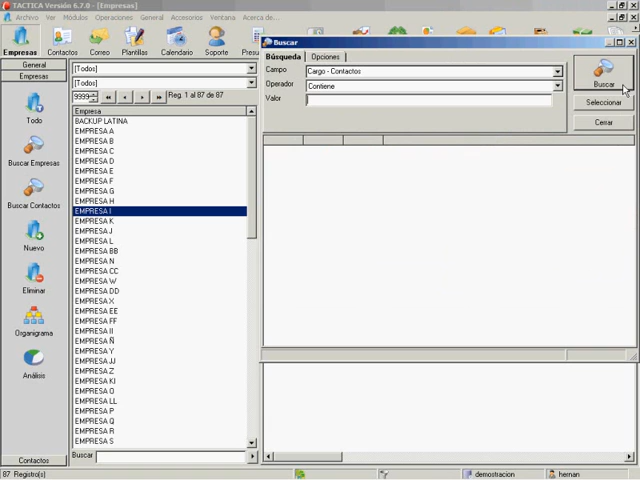 TACTICA Versión 6.7.0 - [Empresas]
Archivo Ver Módulos Operaciones General Accesorios Ventana Acerca de...
Empresas Contactos Correo Plantillas Calendario Soporte Presu
General
Empresas
Todo
Buscar Empresas
Buscar Contactos
Nuevo
Eliminar
Organigrama
Análisis
Contactos
[Todos]
[Todos]
9999 Reg. 1 al 87 de 87
Empresa
BACKUP LATINA
EMPRESA A
EMPRESA B
EMPRESA C
EMPRESA D
EMPRESA E
EMPRESA F
EMPRESA G
EMPRESA H
EMPRESA I
EMPRESA K
EMPRESA J
EMPRESA L
EMPRESA BB
EMPRESA N
EMPRESA CC
EMPRESA W
EMPRESA DD
EMPRESA X
EMPRESA EE
EMPRESA FF
EMPRESA II
EMPRESA Ñ
EMPRESA Y
EMPRESA JJ
EMPRESA Z
EMPRESA KI
EMPRESA O
EMPRESA LL
EMPRESA P
EMPRESA Q
EMPRESA R
EMPRESA S
Buscar
Buscar
Búsqueda Opciones
Campo Cargo - Contactos
Operador Contiene
Valor
Buscar
Seleccionar
Cerrar
87 Registro(s) demostracion hernan